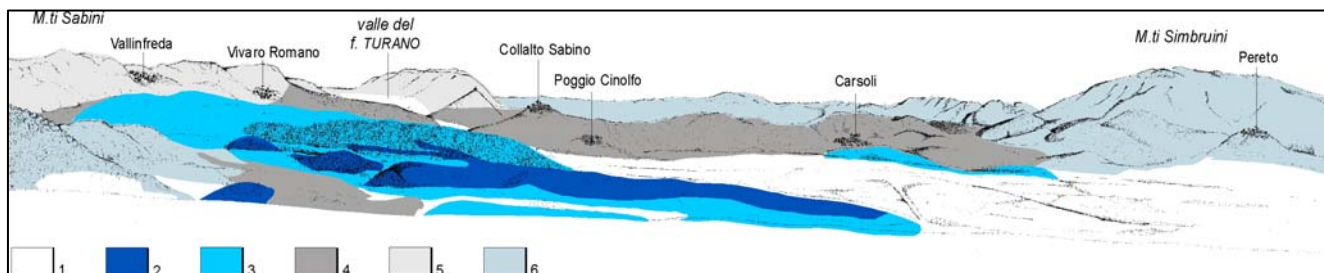 M.ti Sabini
valle del
f. TURANO
Vallinfreda
Vivaro Romano
Collalto Sabino
Poggio Cinolfo
Carsoli
M.ti Simbruini
Pereto
1 2 3 4 5 6